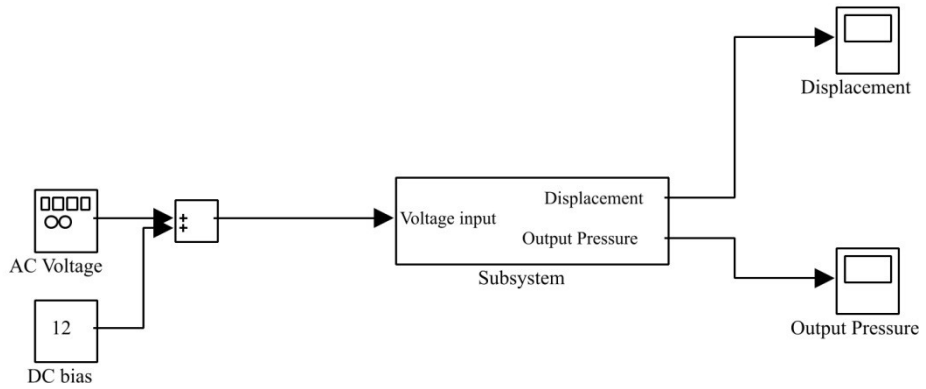 Displacement
Displacement
Voltage input
Output Pressure
+
+
AC Voltage
Subsystem
12
Output Pressure
DC bias